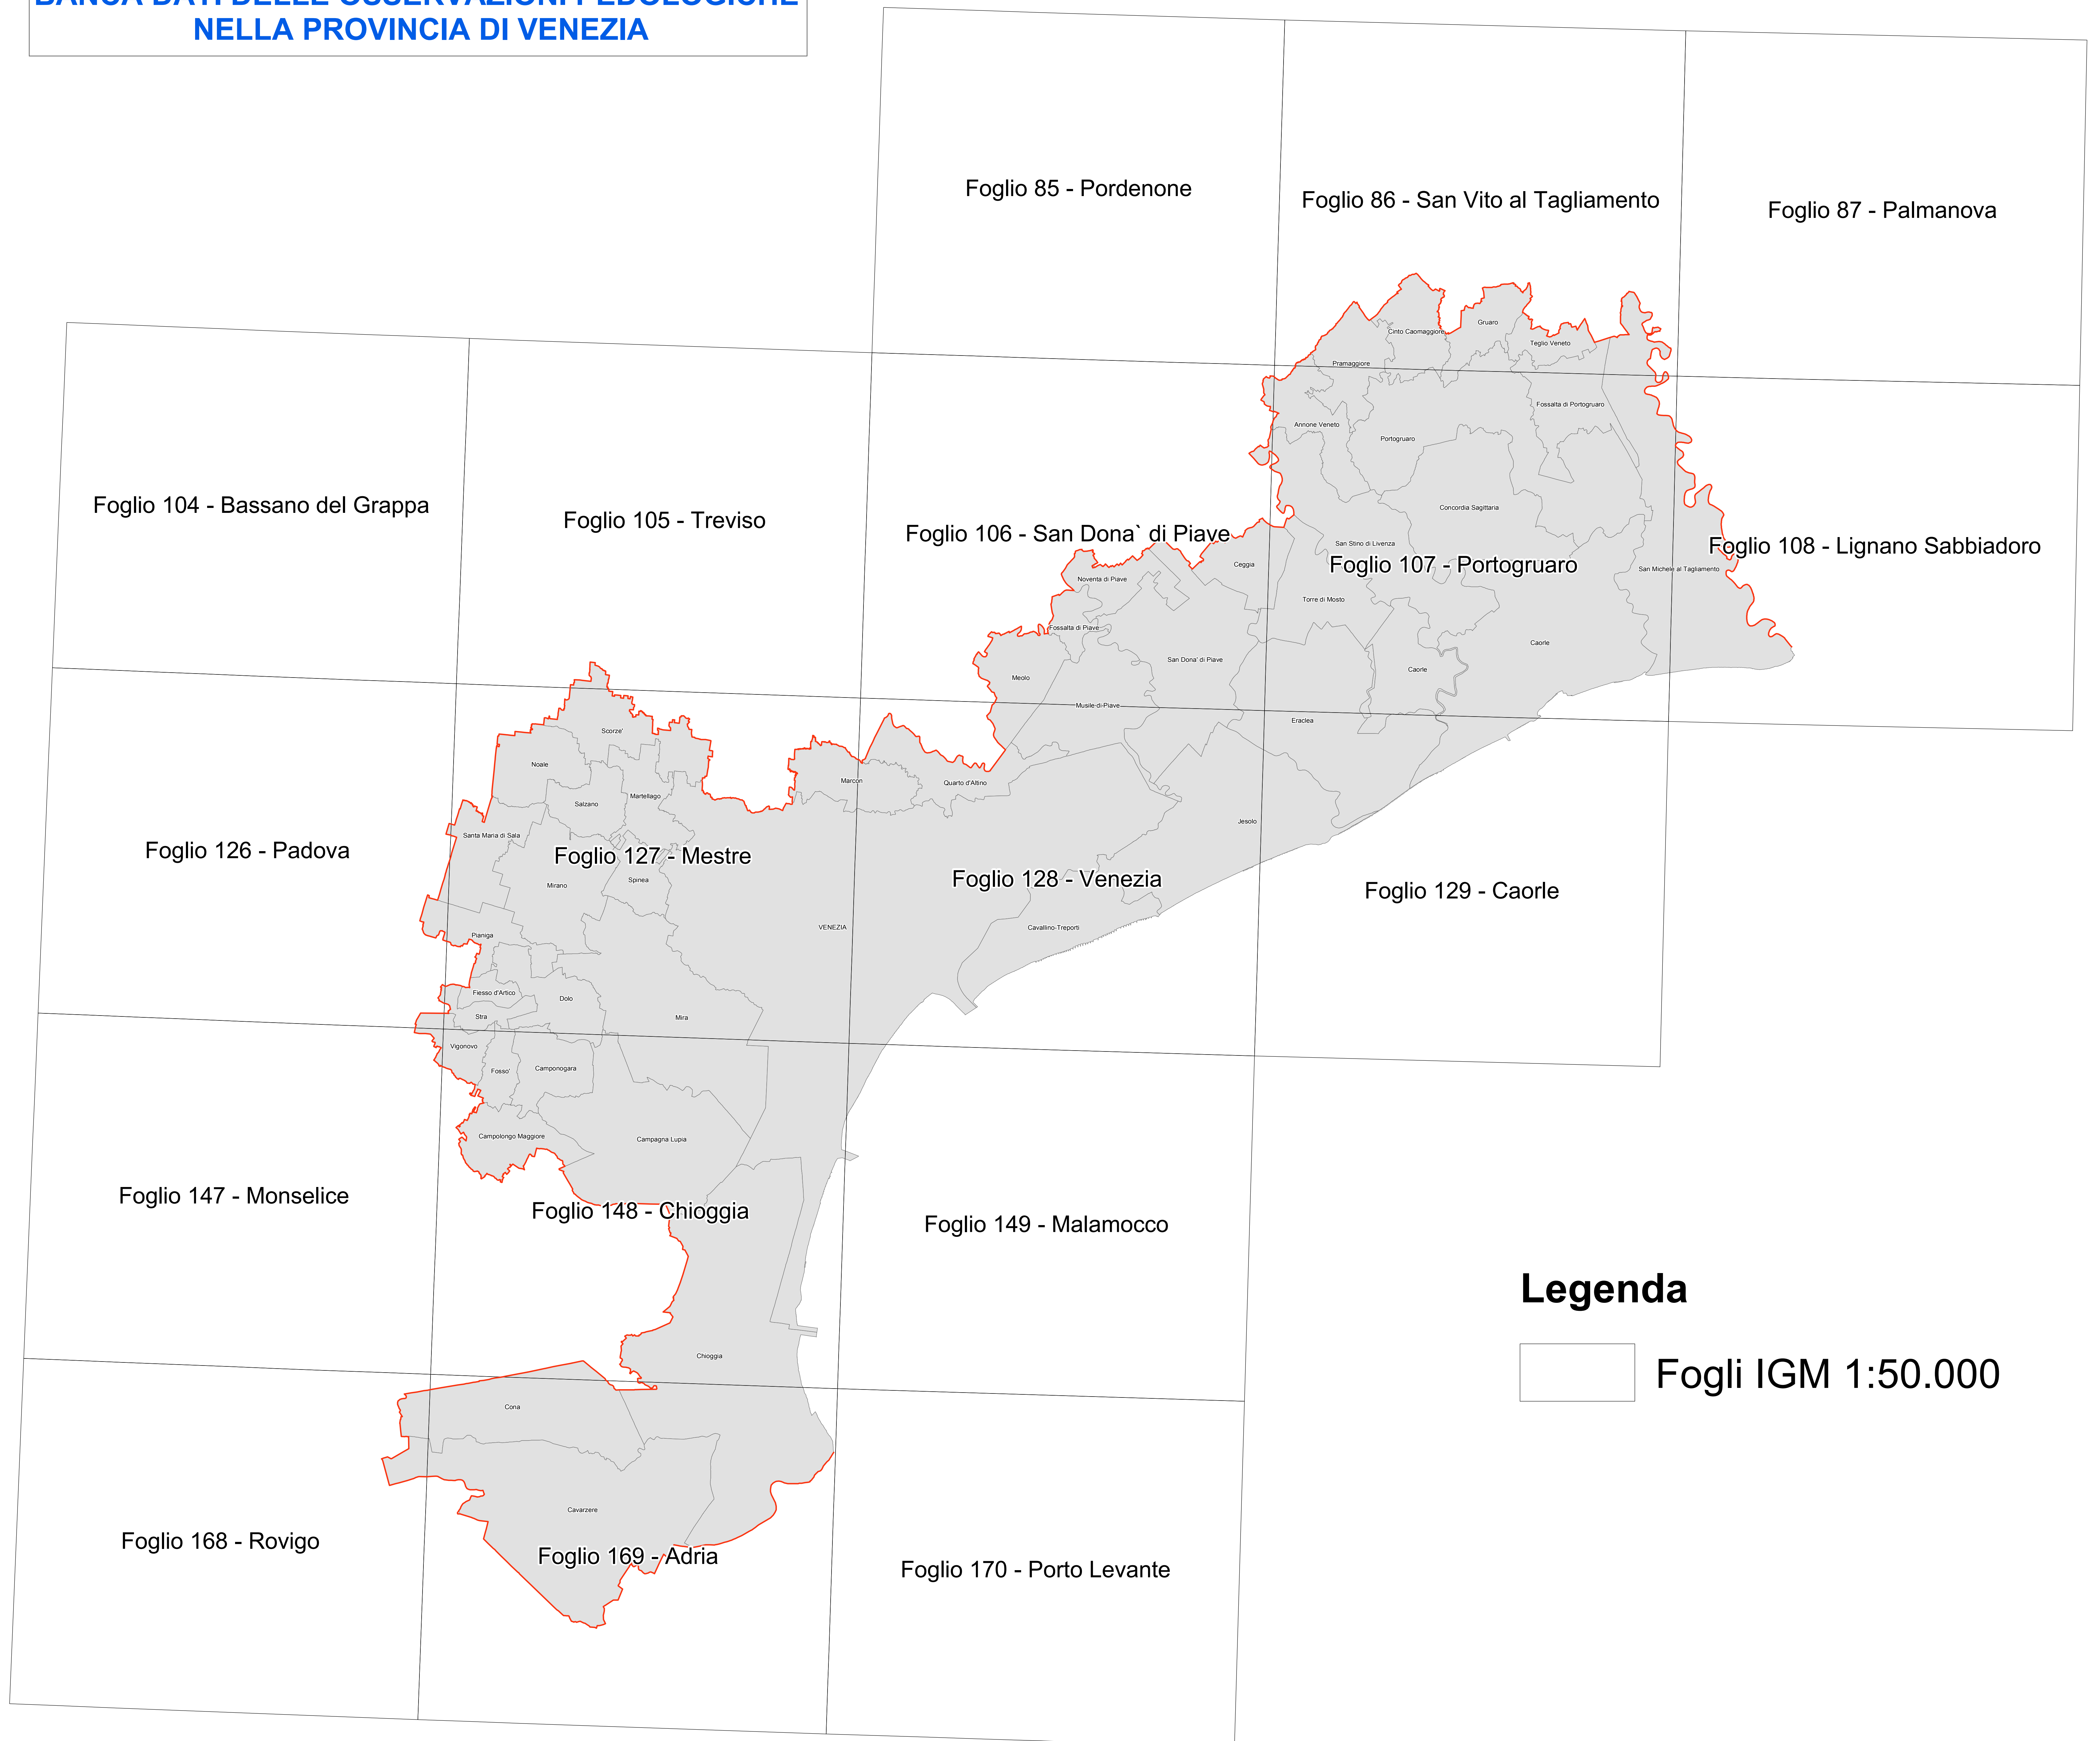 BANCA DATI DELLE OSSERVAZIONI PEDOLOGICHE
NELLA PROVINCIA DI VENEZIA
Foglio 85 - Pordenone
Foglio 86 - San Vito al Tagliamento
Foglio 87 - Palmanova
Gruaro
Cinto Caomaggiore
Teglio Veneto
Pramaggiore
Fossalta di Portogruaro
Annone Veneto
Portogruaro
Foglio 104 - Bassano del Grappa
Foglio 105 - Treviso
Foglio 106 - San Dona` di Piave
Concordia Sagittaria
San Stino di Livenza
Foglio 107 - Portogruaro
Foglio 108 - Lignano Sabbiadoro
San Michele al Tagliamento
Ceggia
Noventa di Piave
Torre di Mosto
Fossalta di Piave
Caorle
San Dona' di Piave
Caorle
Meolo
Musile di Piave
Eraclea
Scorze'
Noale
Marcon
Quarto d'Altino
Salzano
Martellago
Jesolo
Santa Maria di Sala
Foglio 126 - Padova
Foglio 127 - Mestre
Spinea
Mirano
Foglio 128 - Venezia
Foglio 129 - Caorle
VENEZIA
Cavallino-Treporti
Pianiga
Fiesso d'Artico
Dolo
Stra
Mira
Vigonovo
Fosso'
Camponogara
Campolongo Maggiore
Campagna Lupia
Foglio 147 - Monselice
Foglio 148 - Chioggia
Foglio 149 - Malamocco
Legenda
Fogli IGM 1:50.000
Chioggia
Cona
Cavarzere
Foglio 168 - Rovigo
Foglio 169 - Adria
Foglio 170 - Porto Levante